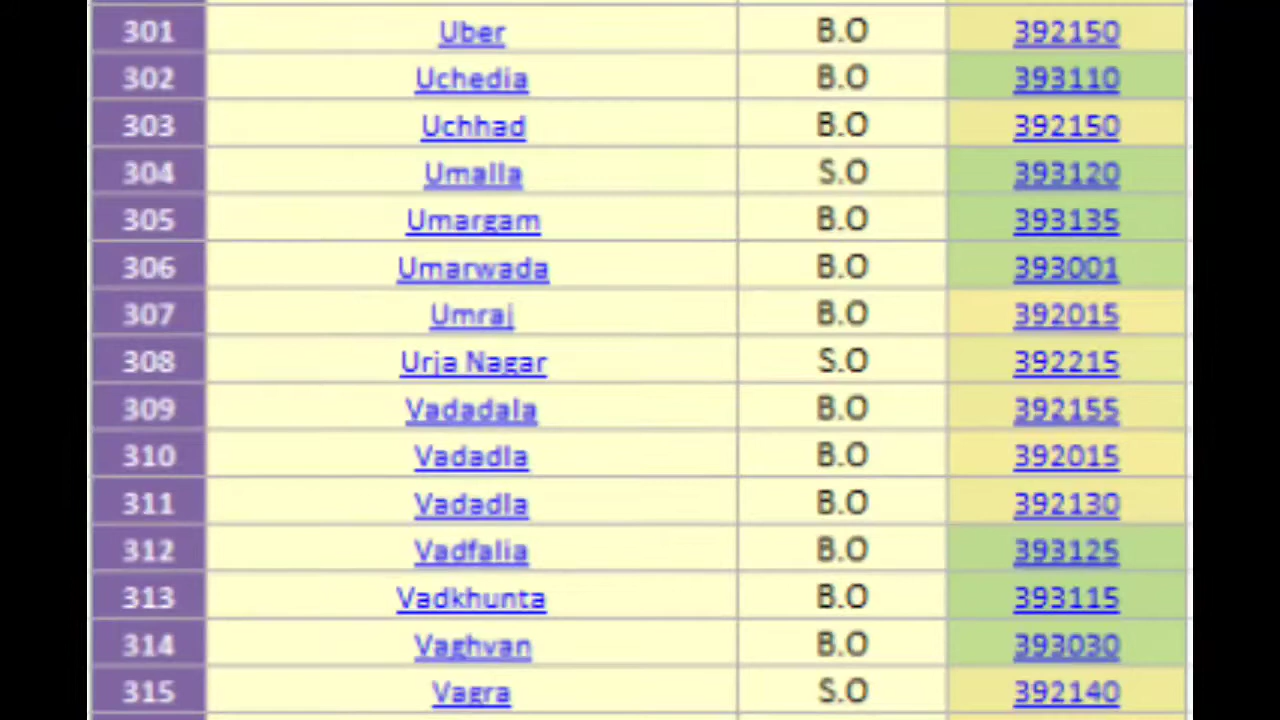 301 Uber B.O 392150
302 Uchedia B.O 393110
303 Uchhad B.O 392150
304 Umalla S.O 393120
305 Umargam B.O 393135
306 Umarwada B.O 393001
307 Umraj B.O 392015
308 Urja Nagar S.O 392215
309 Vadadala B.O 392155
310 Vadadla B.O 392015
311 Vadadla B.O 392130
312 Vadfalia B.O 393125
313 Vadkhunta B.O 393115
314 Vaghvan B.O 393030
315 Vagra S.O 392140